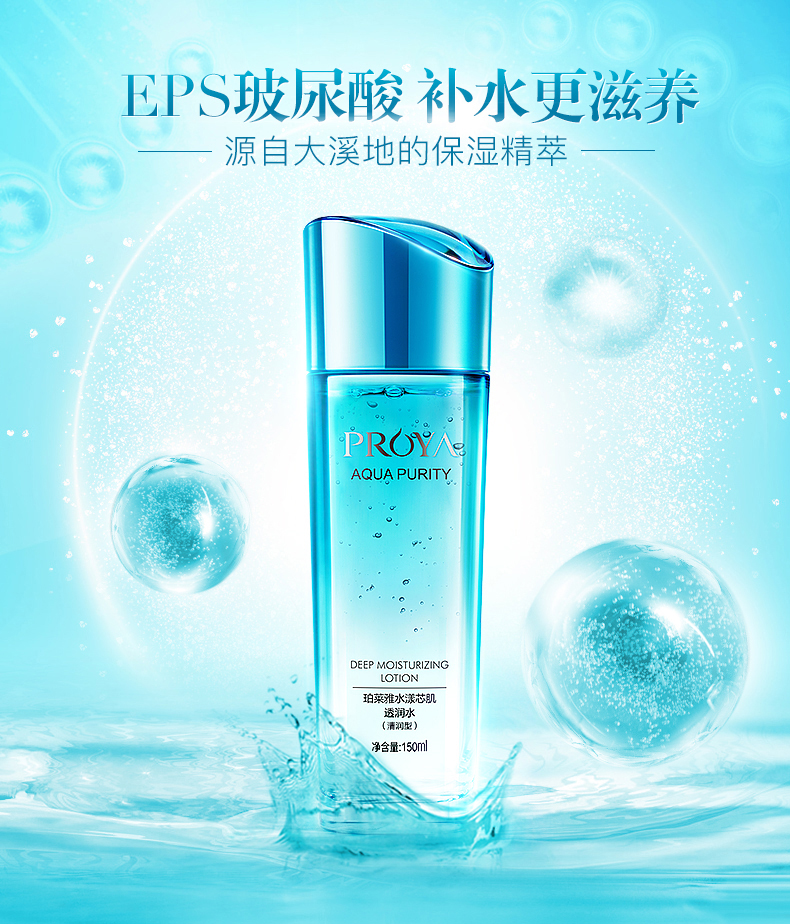 EPS玻尿酸 补水更滋养
源自大溪地的保湿精萃
PROYA
AQUA PURITY
DEEP MOISTURIZING
LOTION
珀莱雅水漾芯肌
透润水
(清润型)
净含量:150ml